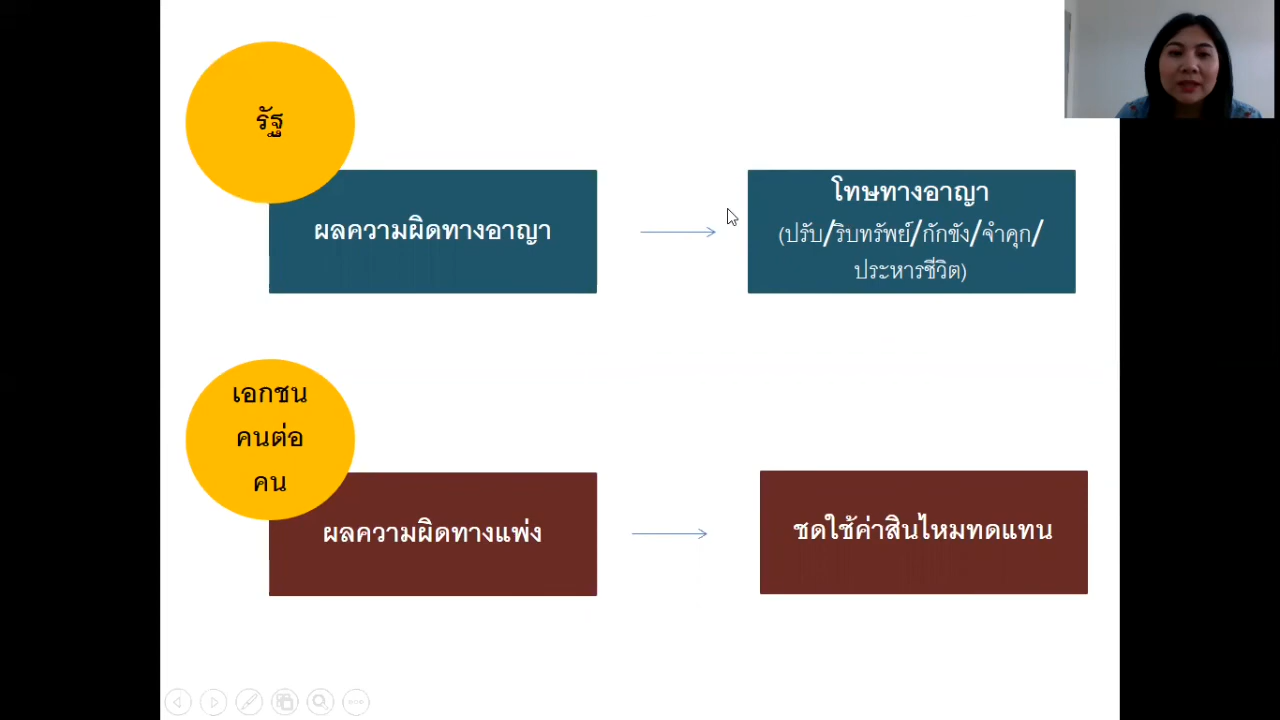 รัฐ
ผลความผิดทางอาญา
โทษทางอาญา
(ปรับ/ริบทรัพย์/กักขัง/จำคุก/
ประหารชีวิต)
เอกชน
คนต่อ
คน
ผลความผิดทางแพ่ง
ชดใช้ค่าสินไหมทดแทน